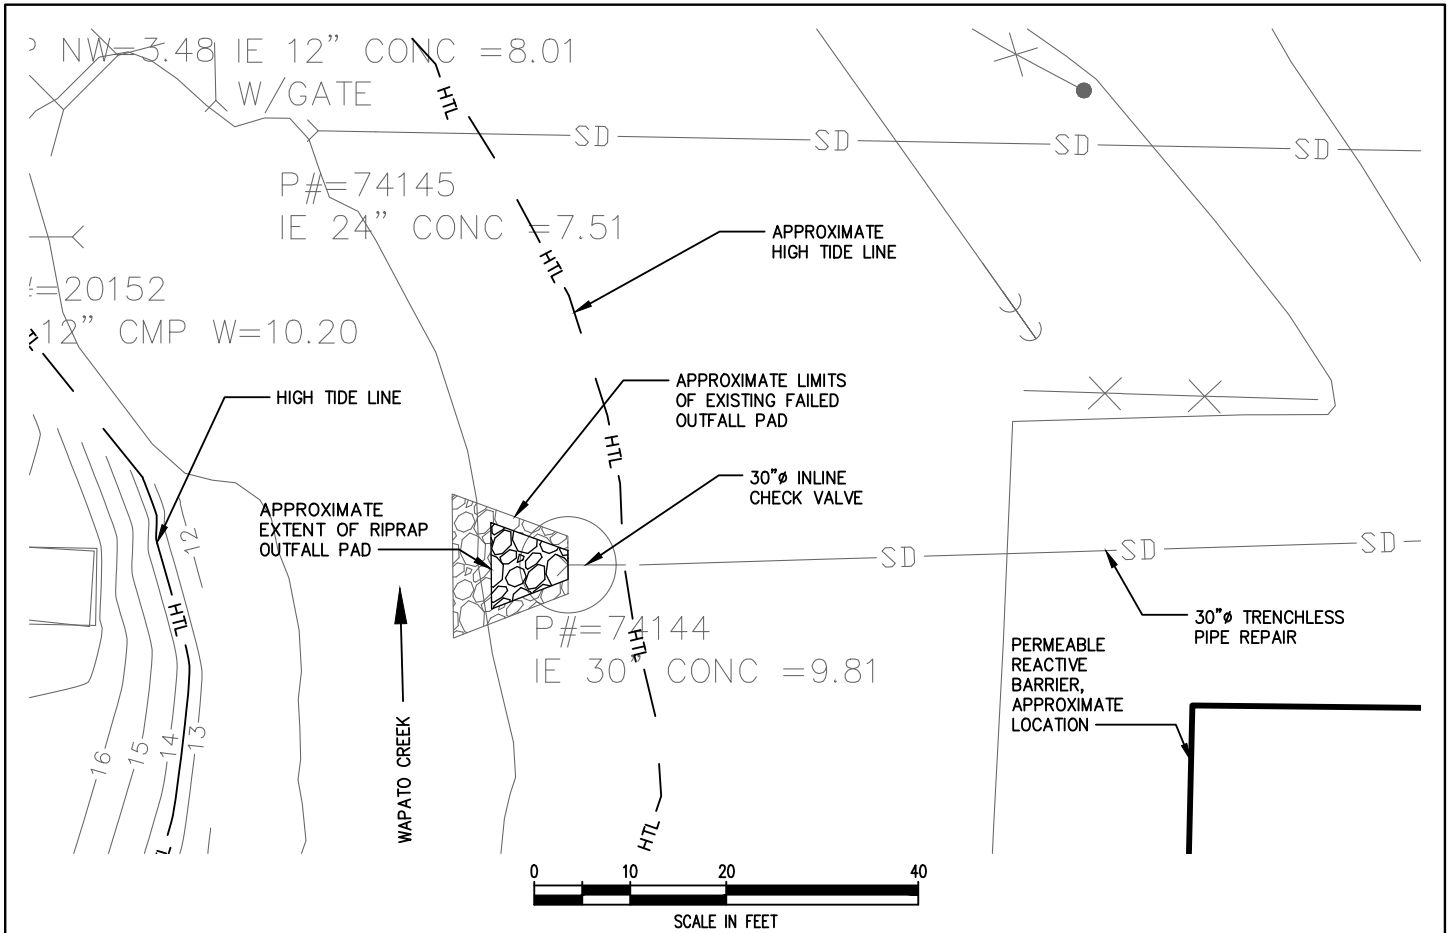 P NW=3.48 IE 12” CONC =8.01
W/GATE
HTL
SD SD SD SD
P#=74145
IE 24” CONC =7.51
APPROXIMATE
HIGH TIDE LINE
HTL
#=20152
12” CMP W=10.20
TL
HIGH TIDE LINE
APPROXIMATE LIMITS
OF EXISTING FAILED
OUTFALL PAD
HTL
30”ø INLINE
CHECK VALVE
APPROXIMATE
EXTENT OF RIPRAP
OUTFALL PAD
12
SD SD SD
HTL
P#=74144
IE 30” CONC =9.81
HTL
30”ø TRENCHLESS
PIPE REPAIR
PERMEABLE
REACTIVE
BARRIER,
APPROXIMATE
LOCATION
16
15
14
13
WAPATO CREEK
HTL
TL
0 10 20 40
SCALE IN FEET